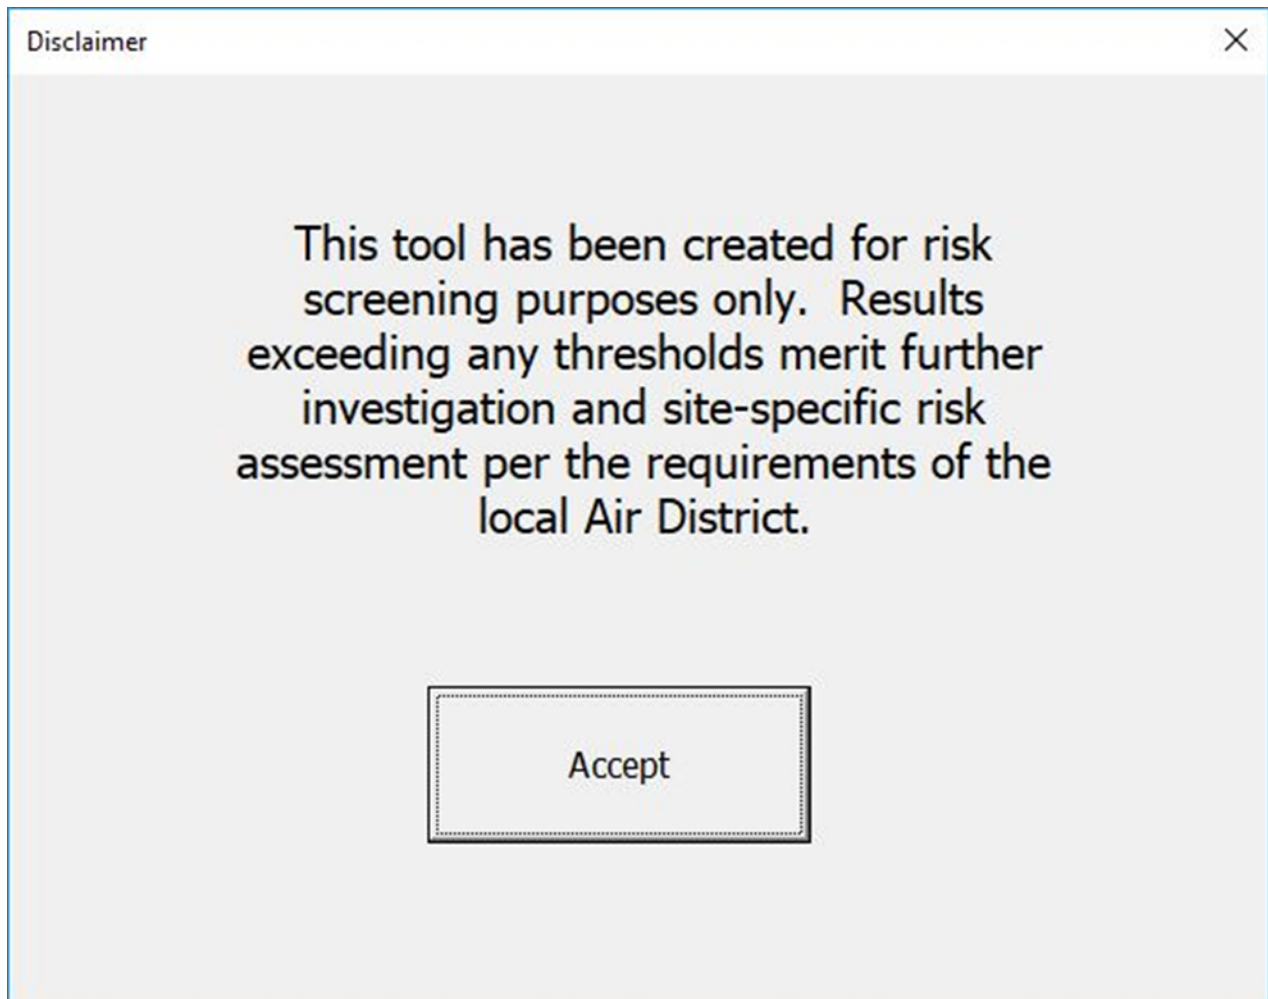 Disclaimer
This tool has been created for risk
screening purposes only.  Results
exceeding any thresholds merit further
investigation and site-specific risk
assessment per the requirements of the
local Air District.
Accept